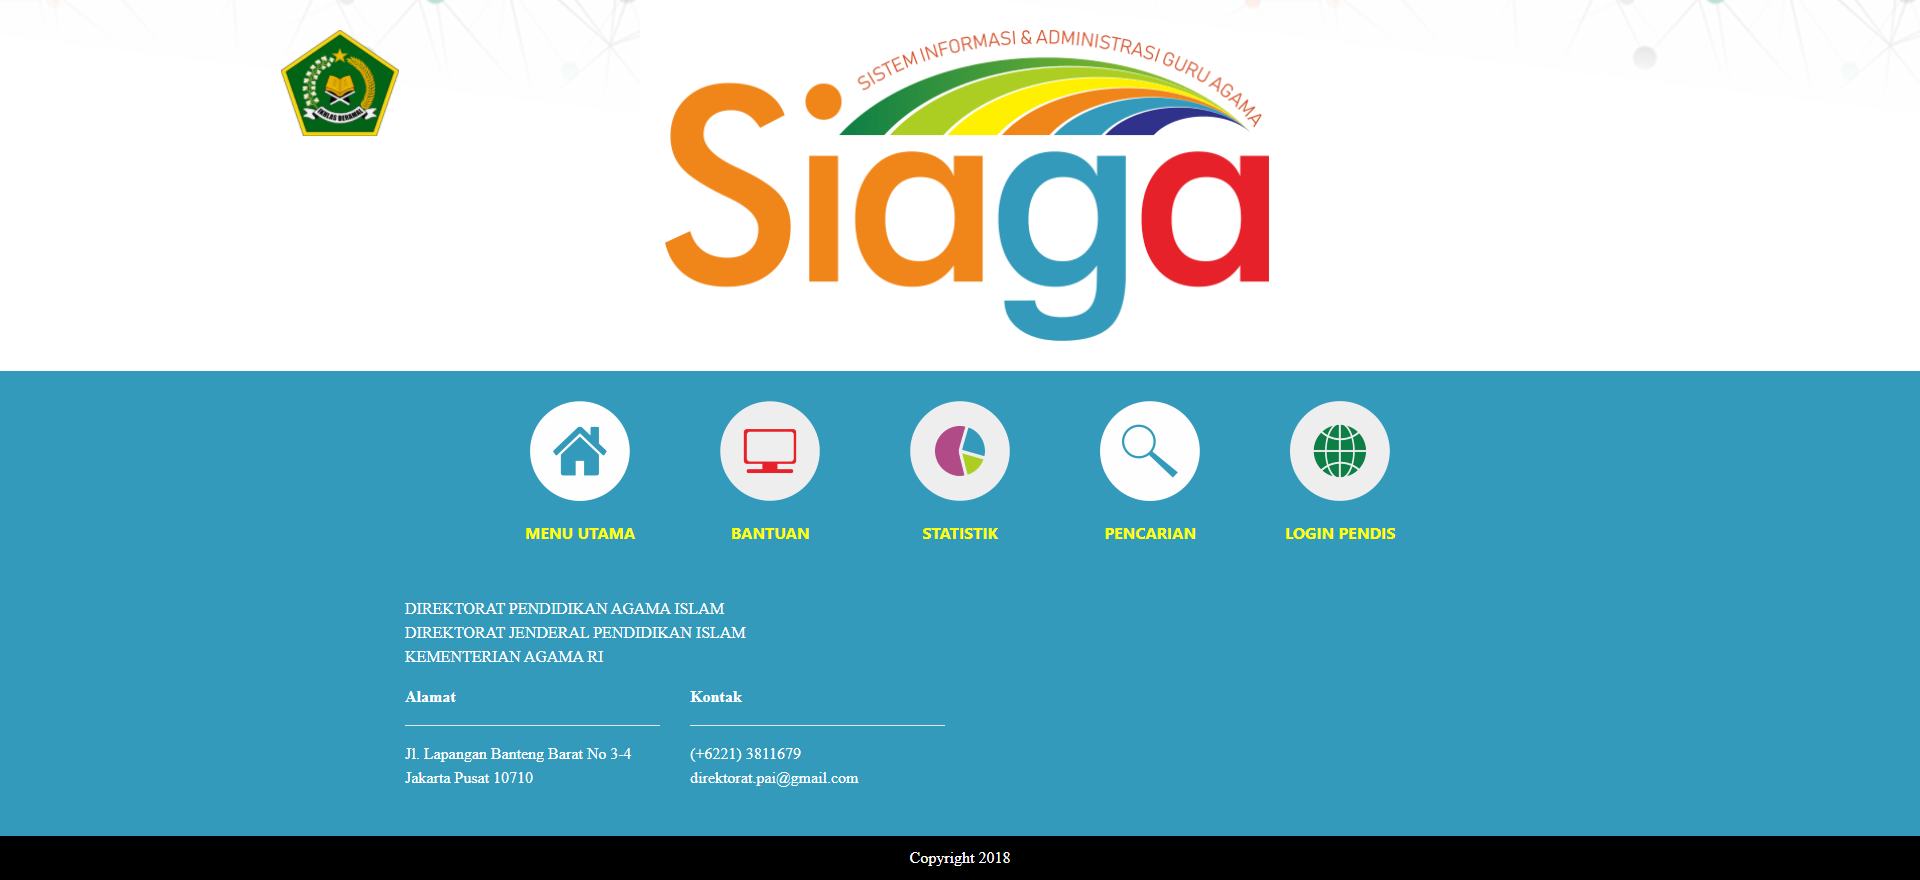 IKHLAS BERAMAL
SISTEM INFORMASI & ADMINISTRASI GURU AGAMA
Siaga
MENU UTAMA
BANTUAN
STATISTIK
PENCARIAN
LOGIN PENDIS
DIREKTORAT PENDIDIKAN AGAMA ISLAM
DIREKTORAT JENDERAL PENDIDIKAN ISLAM
KEMENTERIAN AGAMA RI
Alamat
Jl. Lapangan Banteng Barat No 3-4
Jakarta Pusat 10710
Kontak
(+6221) 3811679
direktorat.pai@gmail.com
Copyright 2018